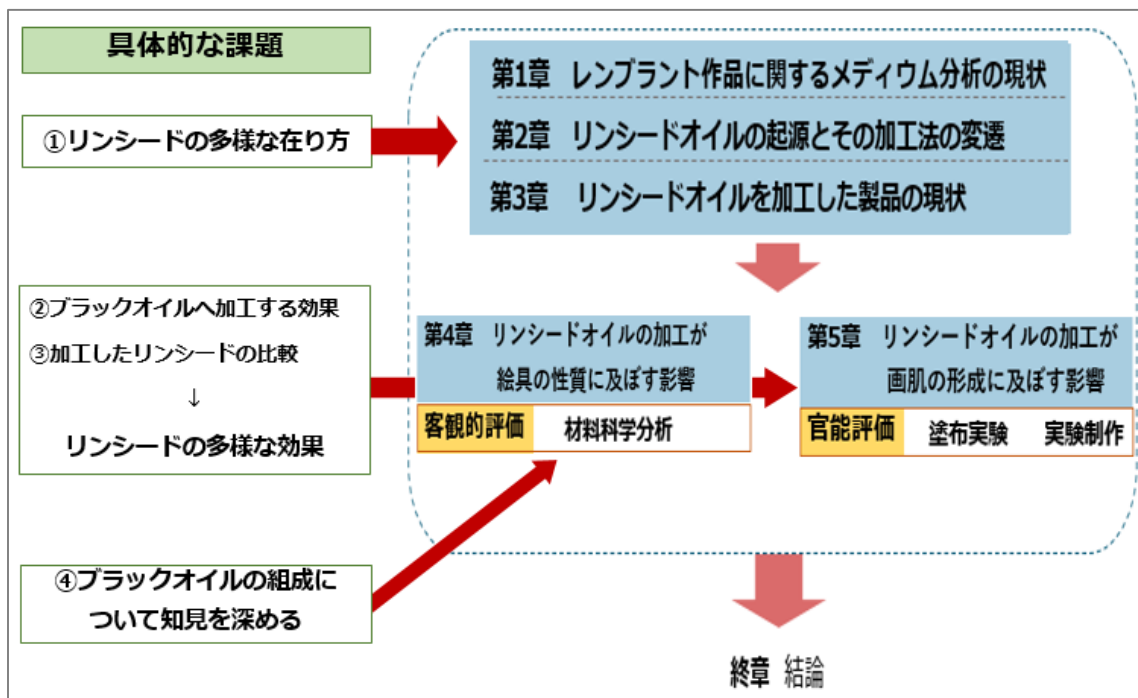 具体的な課題
①リンシードの多様な在り方
②ブラックオイルへ加工する効果
③加工したリンシードの比較
↓
リンシードの多様な効果
④ブラックオイルの組成に
ついて知見を深める
第1章 レンブラント作品に関するメディウム分析の現状
第2章 リンシードオイルの起源とその加工法の変遷
第3章 リンシードオイルを加工した製品の現状
第4章 リンシードオイルの加工が
絵具の性質に及ぼす影響
客観的評価 材料科学分析
第5章 リンシードオイルの加工が
画肌の形成に及ぼす影響
官能評価 塗布実験 実験制作
終章 結論